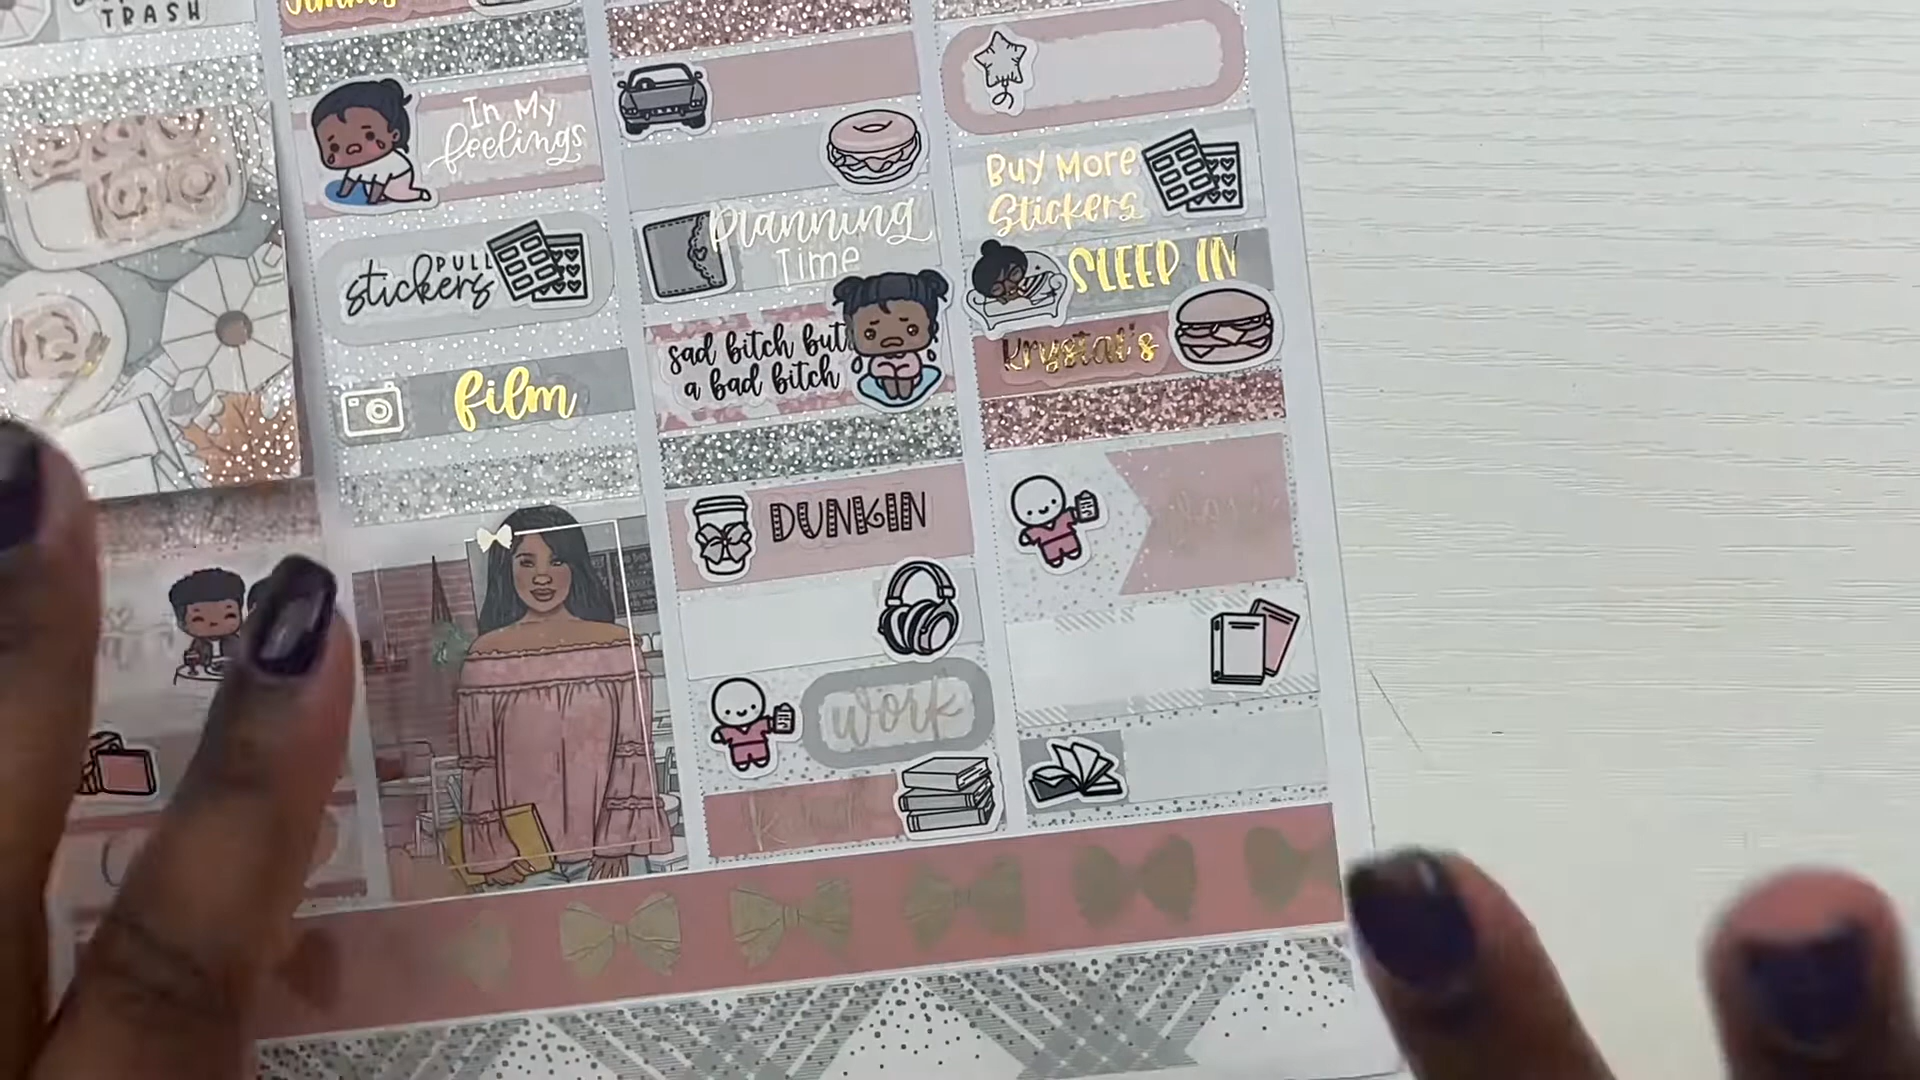 TRASH
In My
feelings
PULL
stickers
film
Planning
Time
sad bitch but
a bad bitch
DUNKIN
work
Buy More
Stickers
SLEEP IN
Krystal's